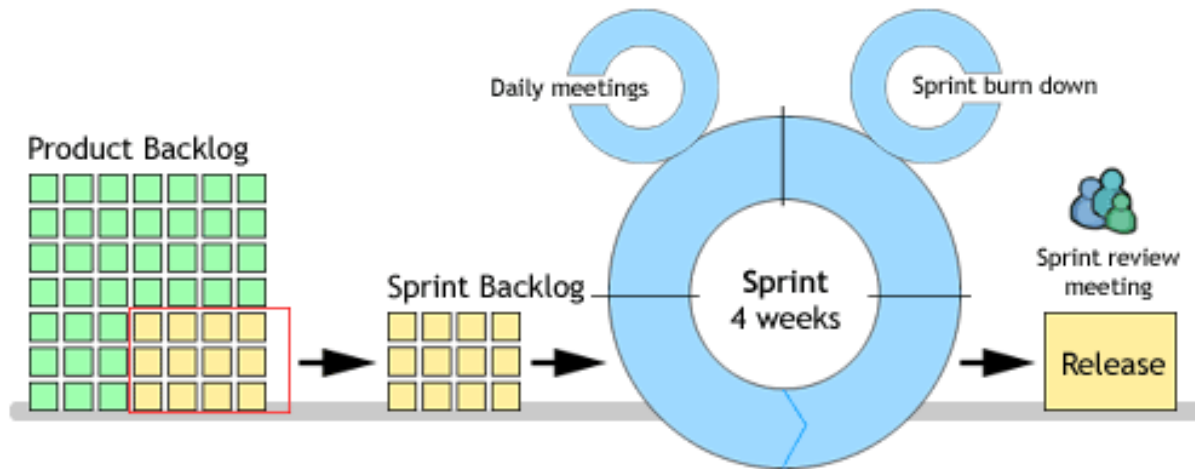 Daily meetings
Sprint burn down
Product Backlog
Sprint Backlog
Sprint
4 weeks
Sprint review
meeting
Release